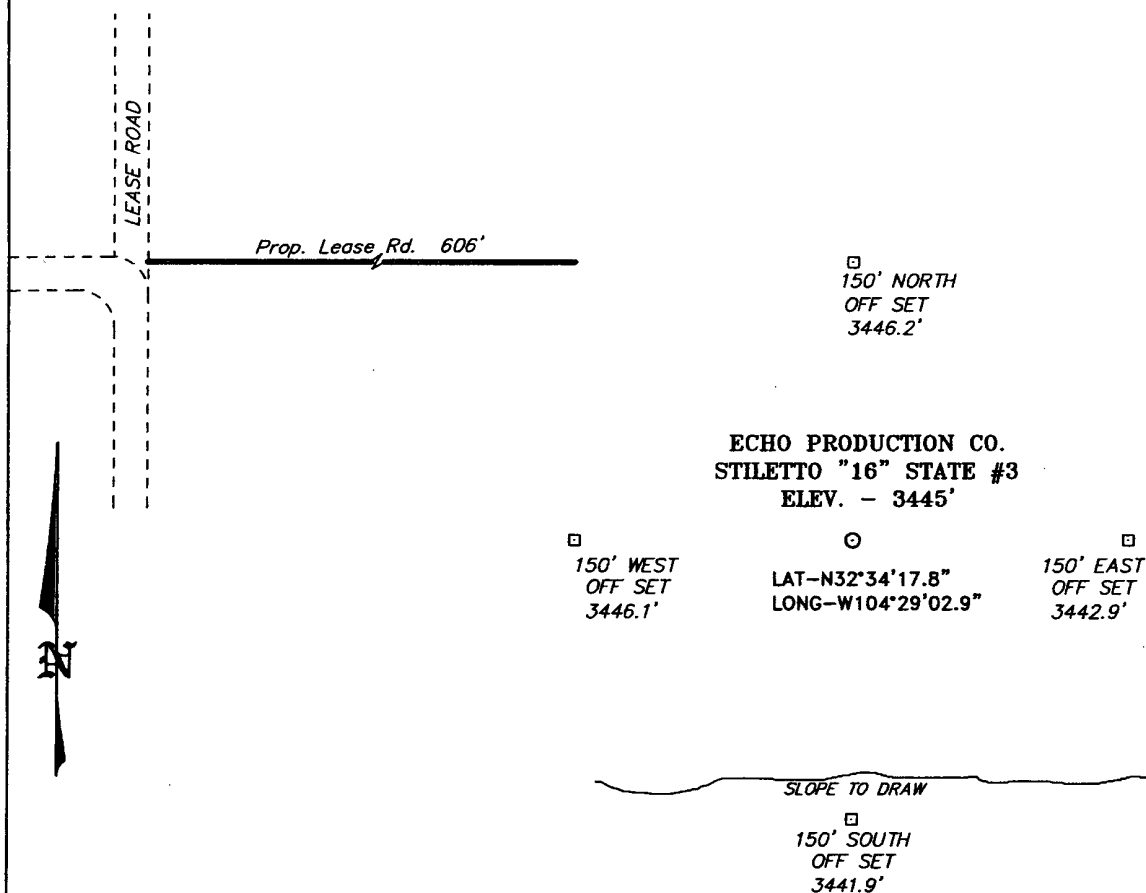 LEASE ROAD
Prop. Lease Rd. 606'
150' NORTH
OFF SET
3446.2'
ECHO PRODUCTION CO.
STILETTO "16" STATE #3
ELEV. - 3445'
150' WEST
OFF SET
3446.1'
LAT-N32°34'17.8"
LONG-W104°29'02.9"
150' EAST
OFF SET
3442.9'
N
SLOPE TO DRAW
150' SOUTH
OFF SET
3441.9'